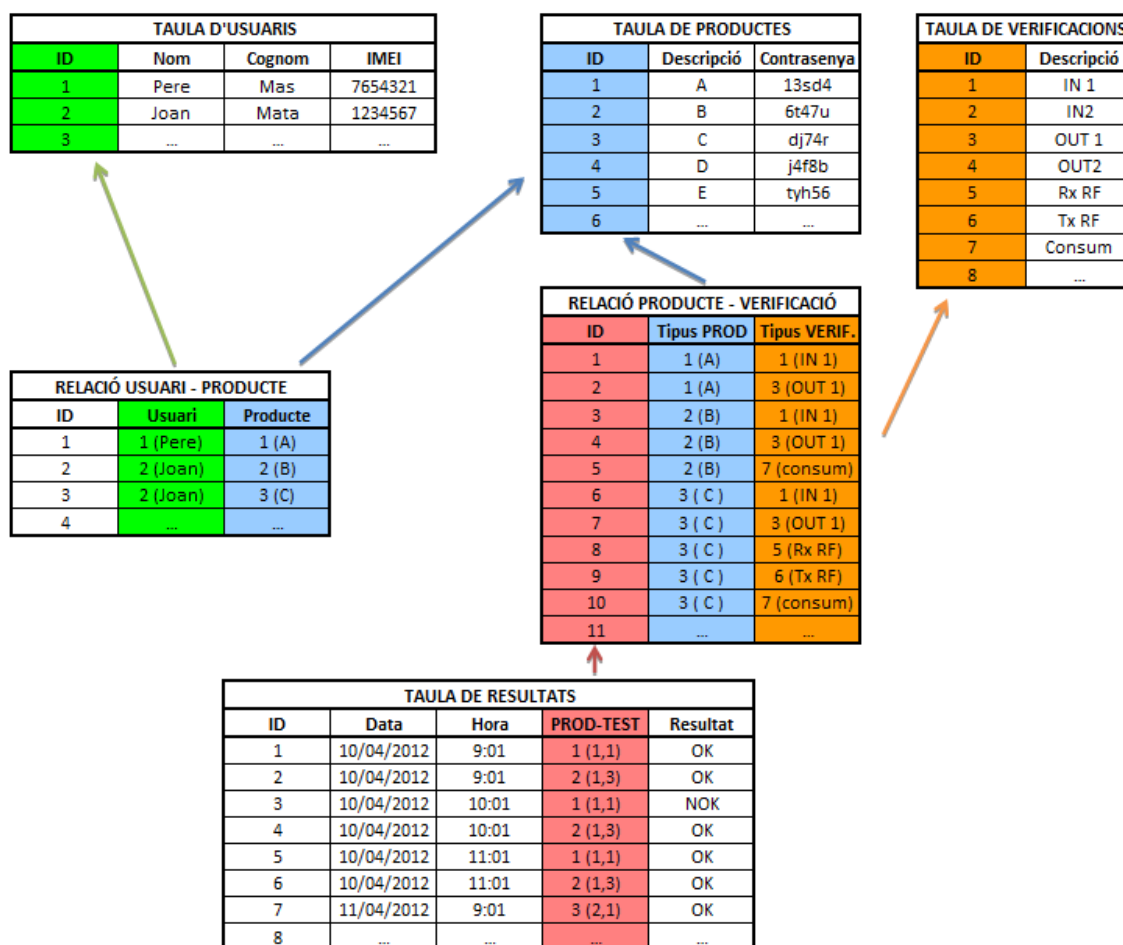 TAULA D'USUARIS
ID Nom Cognom IMEI
1 Pere Mas 7654321
2 Joan Mata 1234567
3 ... ... ...
TAULA DE PRODUCTES
ID Descripció Contrasenya
1 A 13sd4
2 B 6t47u
3 C dj74r
4 D j4f8b
5 E tyh56
6 ... ...
TAULA DE VERIFICACIONS
ID Descripció
1 IN 1
2 IN2
3 OUT 1
4 OUT2
5 Rx RF
6 Tx RF
7 Consum
8 ...
RELACIÓ USUARI - PRODUCTE
ID Usuari Producte
1 1 (Pere) 1 (A)
2 2 (Joan) 2 (B)
3 2 (Joan) 3 (C)
4 ... ...
RELACIÓ PRODUCTE - VERIFICACIÓ
ID Tipus PROD Tipus VERIF.
1 1 (A) 1 (IN 1)
2 1 (A) 3 (OUT 1)
3 2 (B) 1 (IN 1)
4 2 (B) 3 (OUT 1)
5 2 (B) 7 (consum)
6 3 ( C ) 1 (IN 1)
7 3 ( C ) 3 (OUT 1)
8 3 ( C ) 5 (Rx RF)
9 3 ( C ) 6 (Tx RF)
10 3 ( C ) 7 (consum)
11 ... ...
TAULA DE RESULTATS
ID Data Hora PROD-TEST Resultat
1 10/04/2012 9:01 1 (1,1) OK
2 10/04/2012 9:01 2 (1,3) OK
3 10/04/2012 10:01 1 (1,1) NOK
4 10/04/2012 10:01 2 (1,3) OK
5 10/04/2012 11:01 1 (1,1) OK
6 10/04/2012 11:01 2 (1,3) OK
7 11/04/2012 9:01 3 (2,1) OK
8 ... ... ... ...